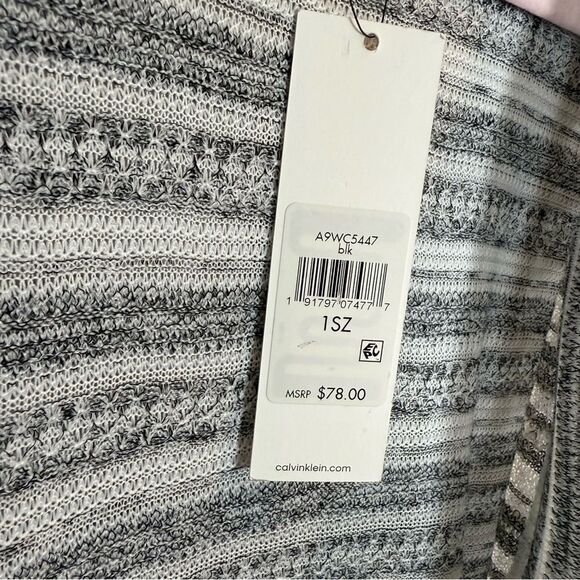 A9WC5447
blk
1 91797 07477 7
1SZ
MSRP $78.00
calvinklein.com